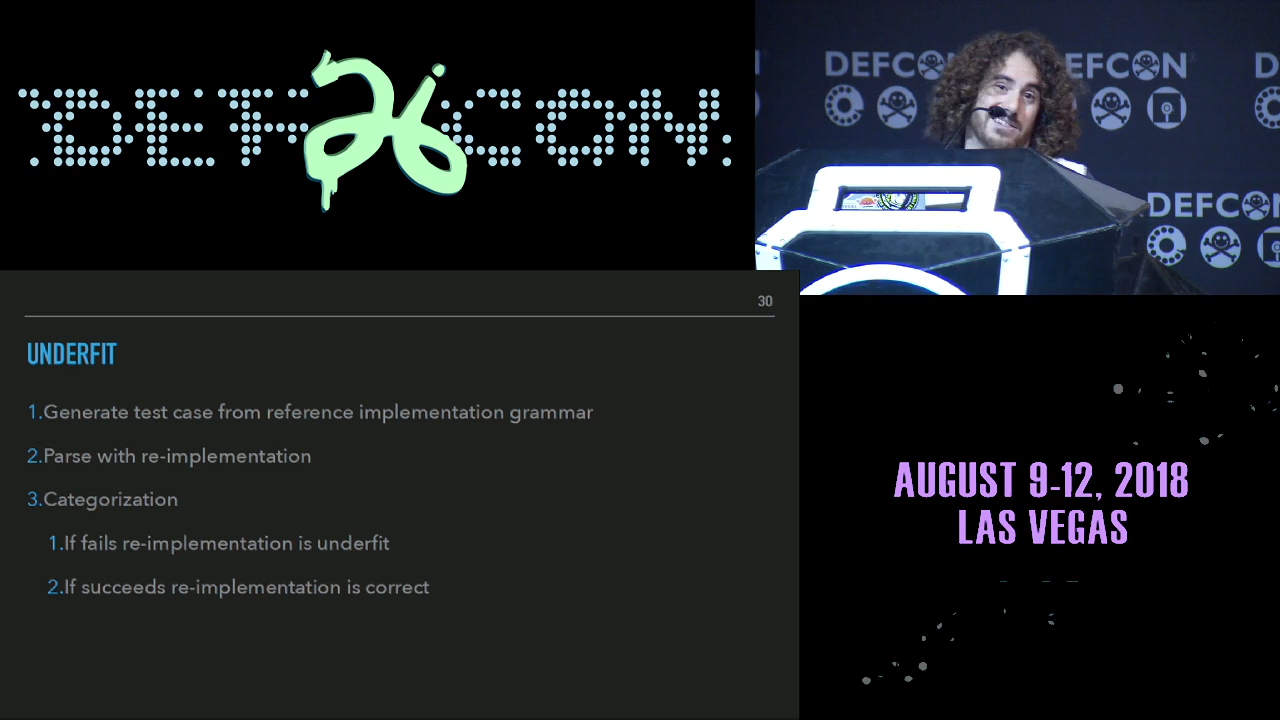 DEF 26 CON
DEFCON DEFCON D
DEFCON
30
UNDERFIT
1.Generate test case from reference implementation grammar
2.Parse with re-implementation
3.Categorization
1.If fails re-implementation is underfit
2.If succeeds re-implementation is correct
AUGUST 9-12, 2018
LAS VEGAS